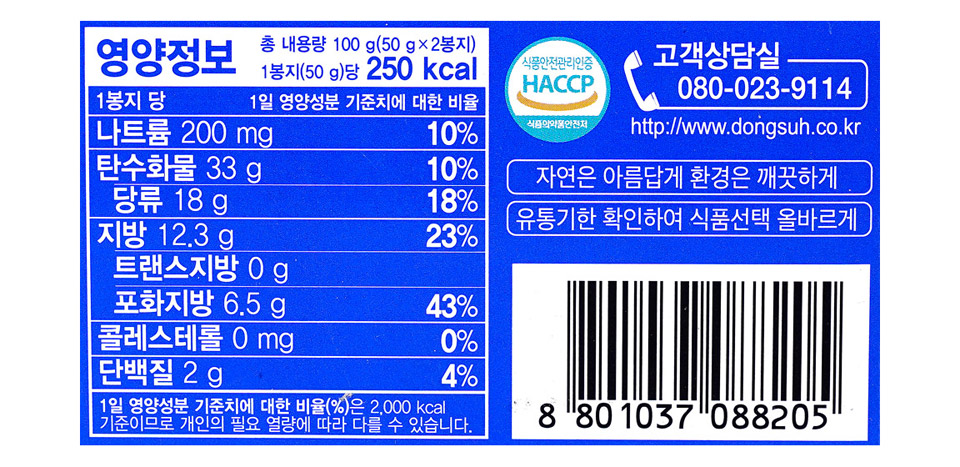 영양정보
총 내용량 100 g(50 g×2봉지)
1봉지(50 g)당 250 kcal
1봉지 당 1일 영양성분 기준치에 대한 비율
나트륨 200 mg 10%
탄수화물 33 g 10%
당류 18 g 18%
지방 12.3 g 23%
트랜스지방 0 g
포화지방 6.5 g 43%
콜레스테롤 0 mg 0%
단백질 2 g 4%
1일 영양성분 기준치에 대한 비율(%)은 2,000 kcal
기준이므로 개인의 필요 열량에 따라 다를 수 있습니다.
식품안전관리인증
HACCP
식품의약품안전처
고객상담실
080-023-9114
http://www.dongsuh.co.kr
자연은 아름답게 환경은 깨끗하게
유통기한 확인하여 식품선택 올바르게
8 801037 088205